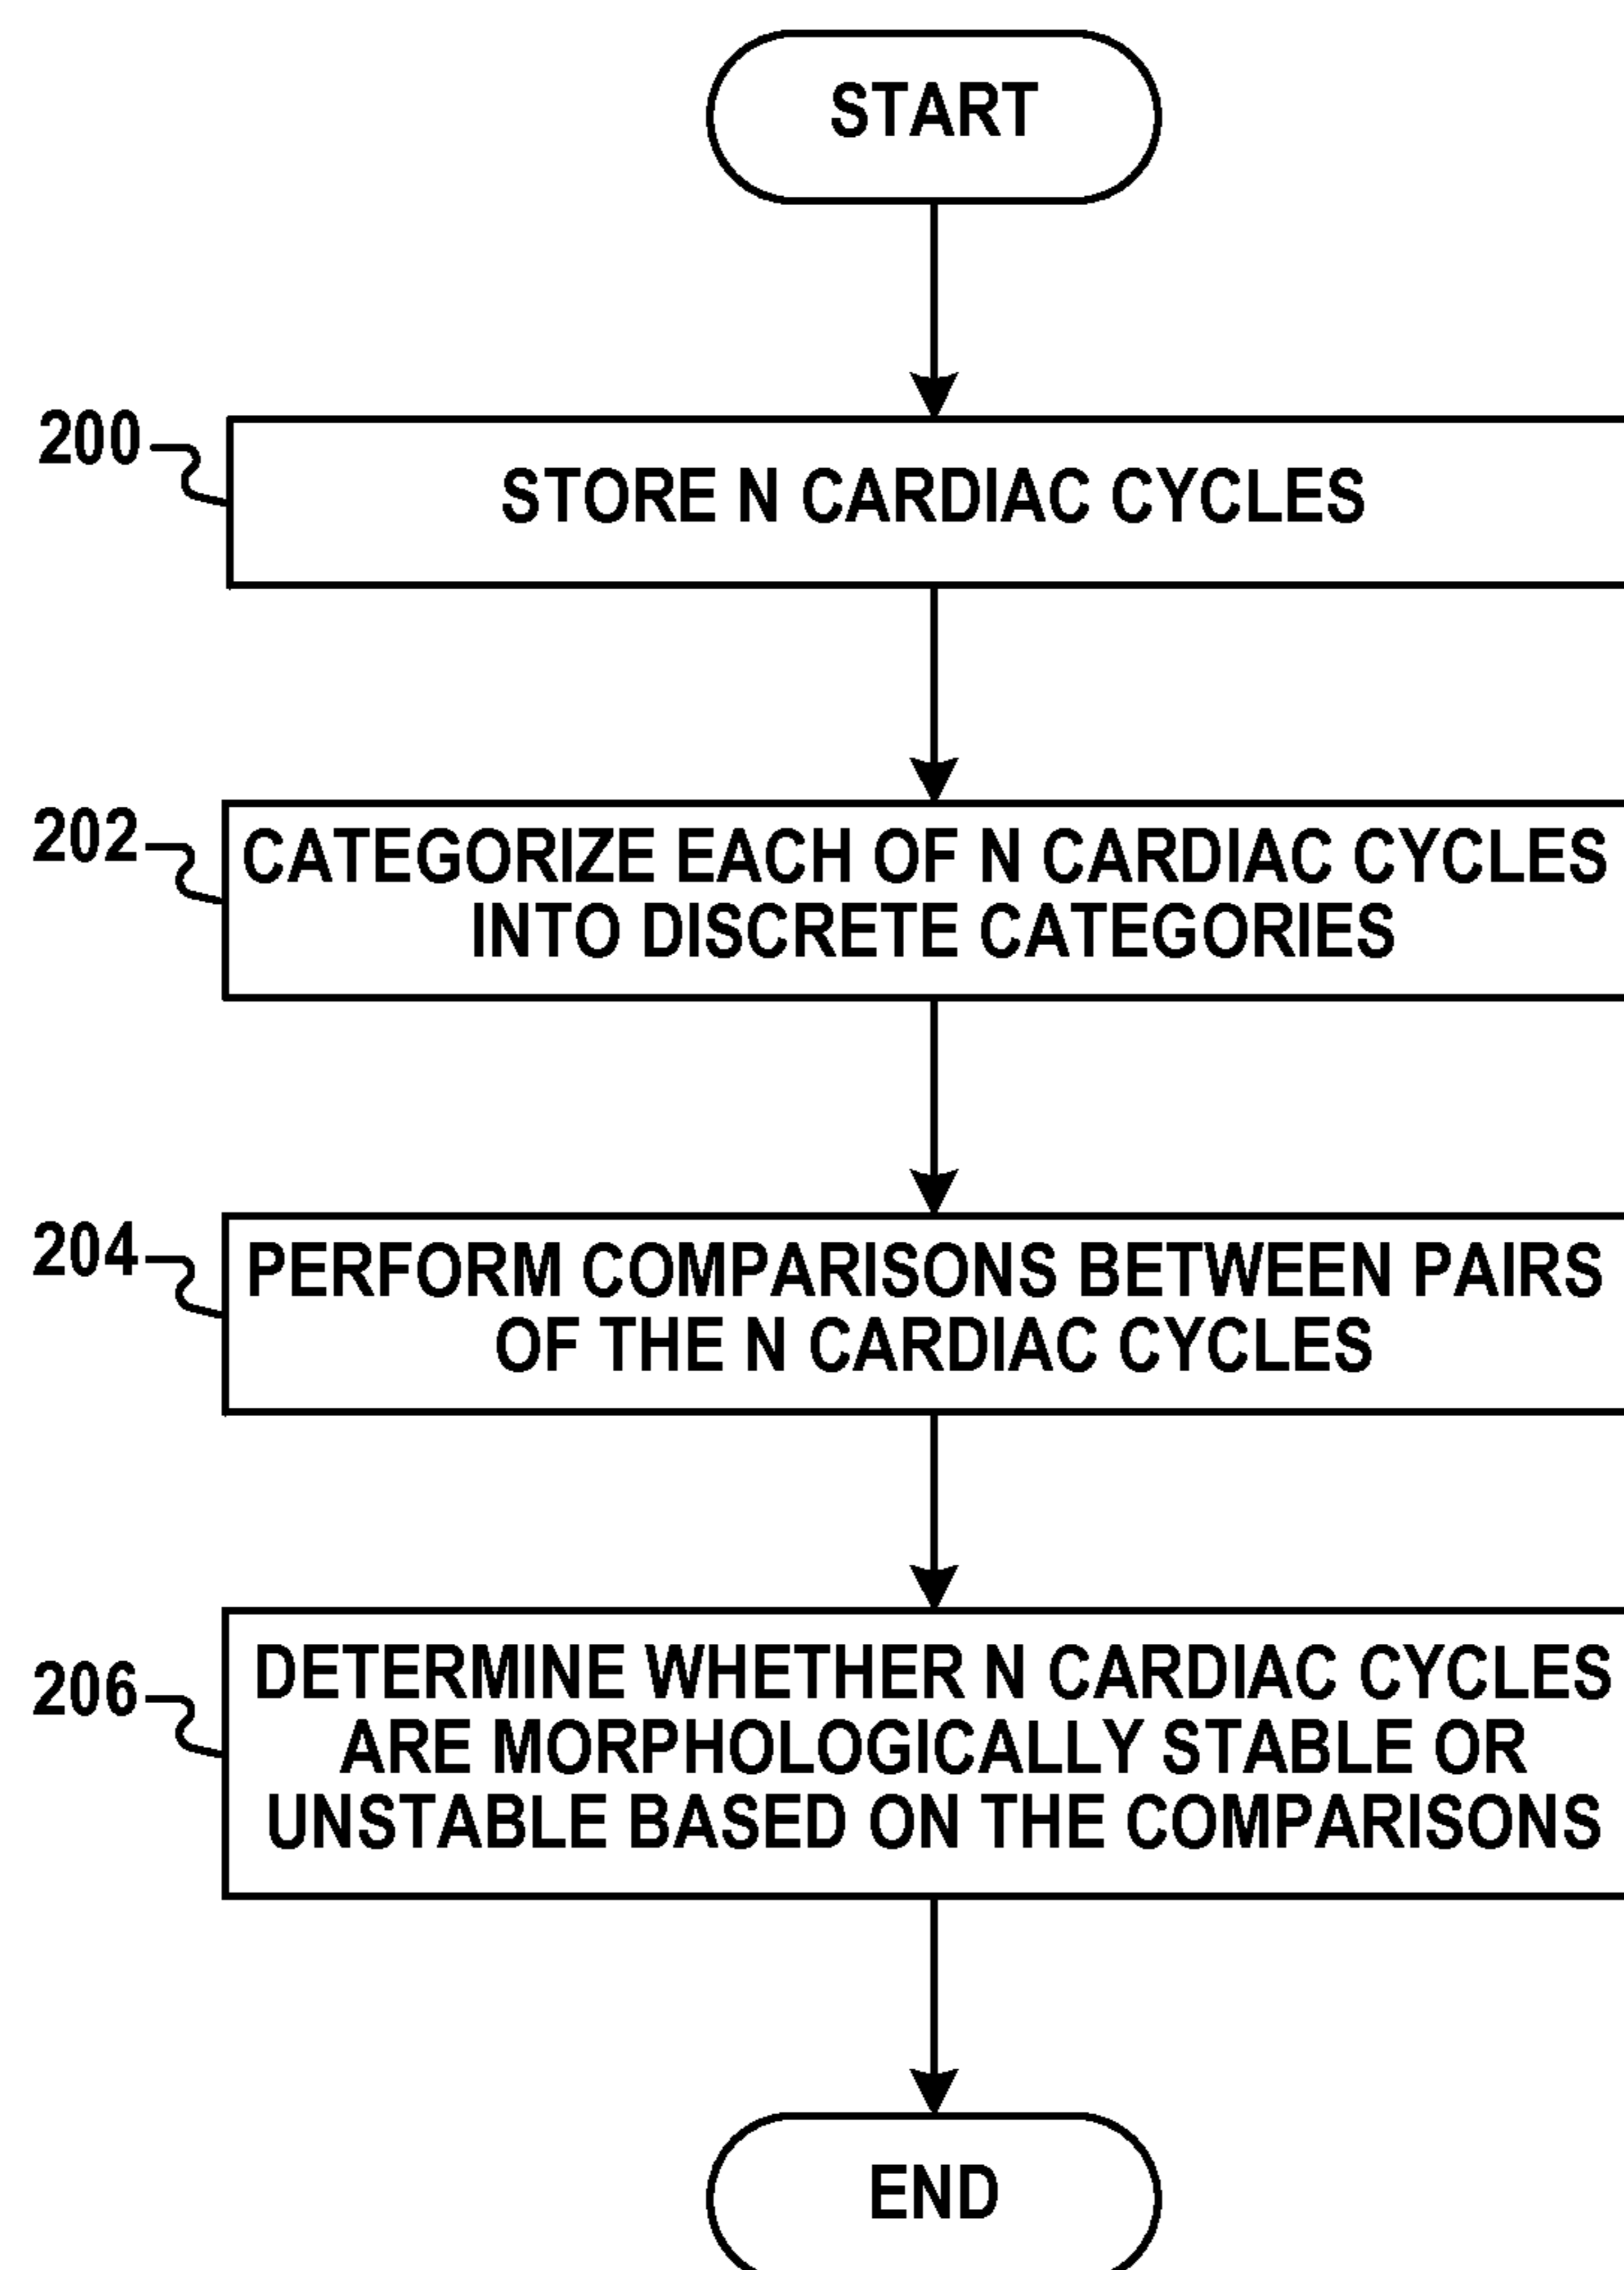 START
200
STORE N CARDIAC CYCLES
202
CATEGORIZE EACH OF N CARDIAC CYCLES
INTO DISCRETE CATEGORIES
204
PERFORM COMPARISONS BETWEEN PAIRS
OF THE N CARDIAC CYCLES
206
DETERMINE WHETHER N CARDIAC CYCLES
ARE MORPHOLOGICALLY STABLE OR
UNSTABLE BASED ON THE COMPARISONS
END